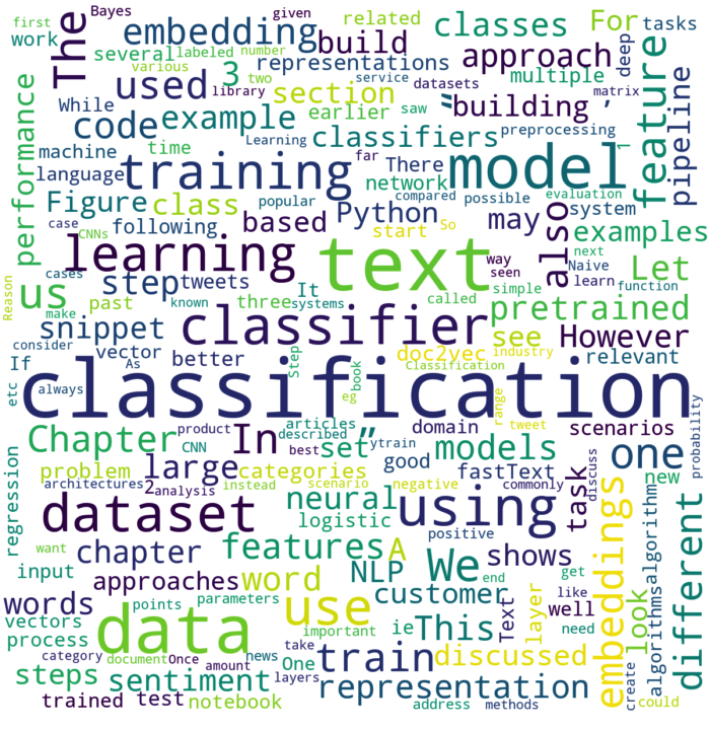 Bayes
first
work
The
embedding
given
related
For
tasks
several
labeled
number
build
classes
various
two
representations
approach
deep
feature
used
library
service
3
section
datasets
multiple
matrix
pipeline
While
code
example
Learning
earlier
saw
“
building
’
performance
machine
time
classifiers
preprocessing
1
language
training
far
There
model
network
compared
possible
evaluation
Figure
class
based
popular
Python
start
So
may
also
system
examples
case
CNNs
following
next
Naive
cases
learning
text
way
seen
Let
us
step
tweets
It
simple
learn
function
Reason
make
past
known
three
systems
called
pretrained
snippet
classifier
see
However
consider
If
vector
better
Step
doc2vec
industry
relevant
As
book
Classification
etc
always
classification
eg
range
tweet
probability
Chapter
product
In
articles
described
set
”
ytrain
domain
scenarios
one
CNN
best
models
discuss
problem
large
categories
good
fastText
task
new
regression
architectures
2
analysis
instead
scenario
negative
commonly
dataset
neural
logistic
positive
using
embeddings
different
want
input
chapter
features
A
We
shows
algorithms
algorithm
approaches
word
NLP
end
get
words
customer
Text
layer
like
well
look
vectors
data
points
parameters
use
ie
This
need
process
important
category
document
Once
news
One
take
train
discussed
create
steps
sentiment
amount
layers
representation
could
trained
test
notebook
address
methods